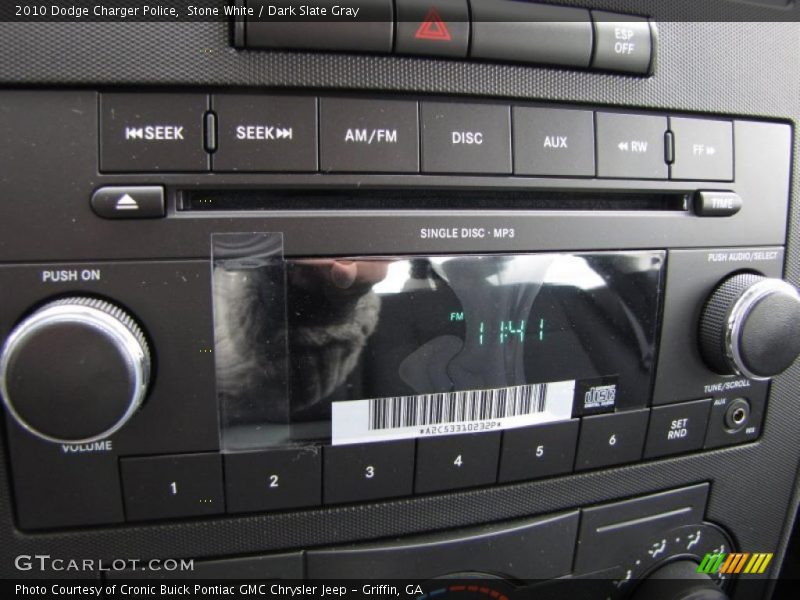 2010 Dodge Charger Police, Stone White / Dark Slate Gray
ESP
OFF
SEEK SEEK AM/FM DISC AUX RW FF
TIME
SINGLE DISC · MP3
PUSH ON
PUSH AUDIO/SELECT
FM
11:41
*A2C53310232P*
VOLUME
TUNE/SCROLL
AUX
1 2 3 4 5 6 SET
RND
GTCARLOT.COM
Photo Courtesy of Cronic Buick Pontiac GMC Chrysler Jeep - Griffin, GA